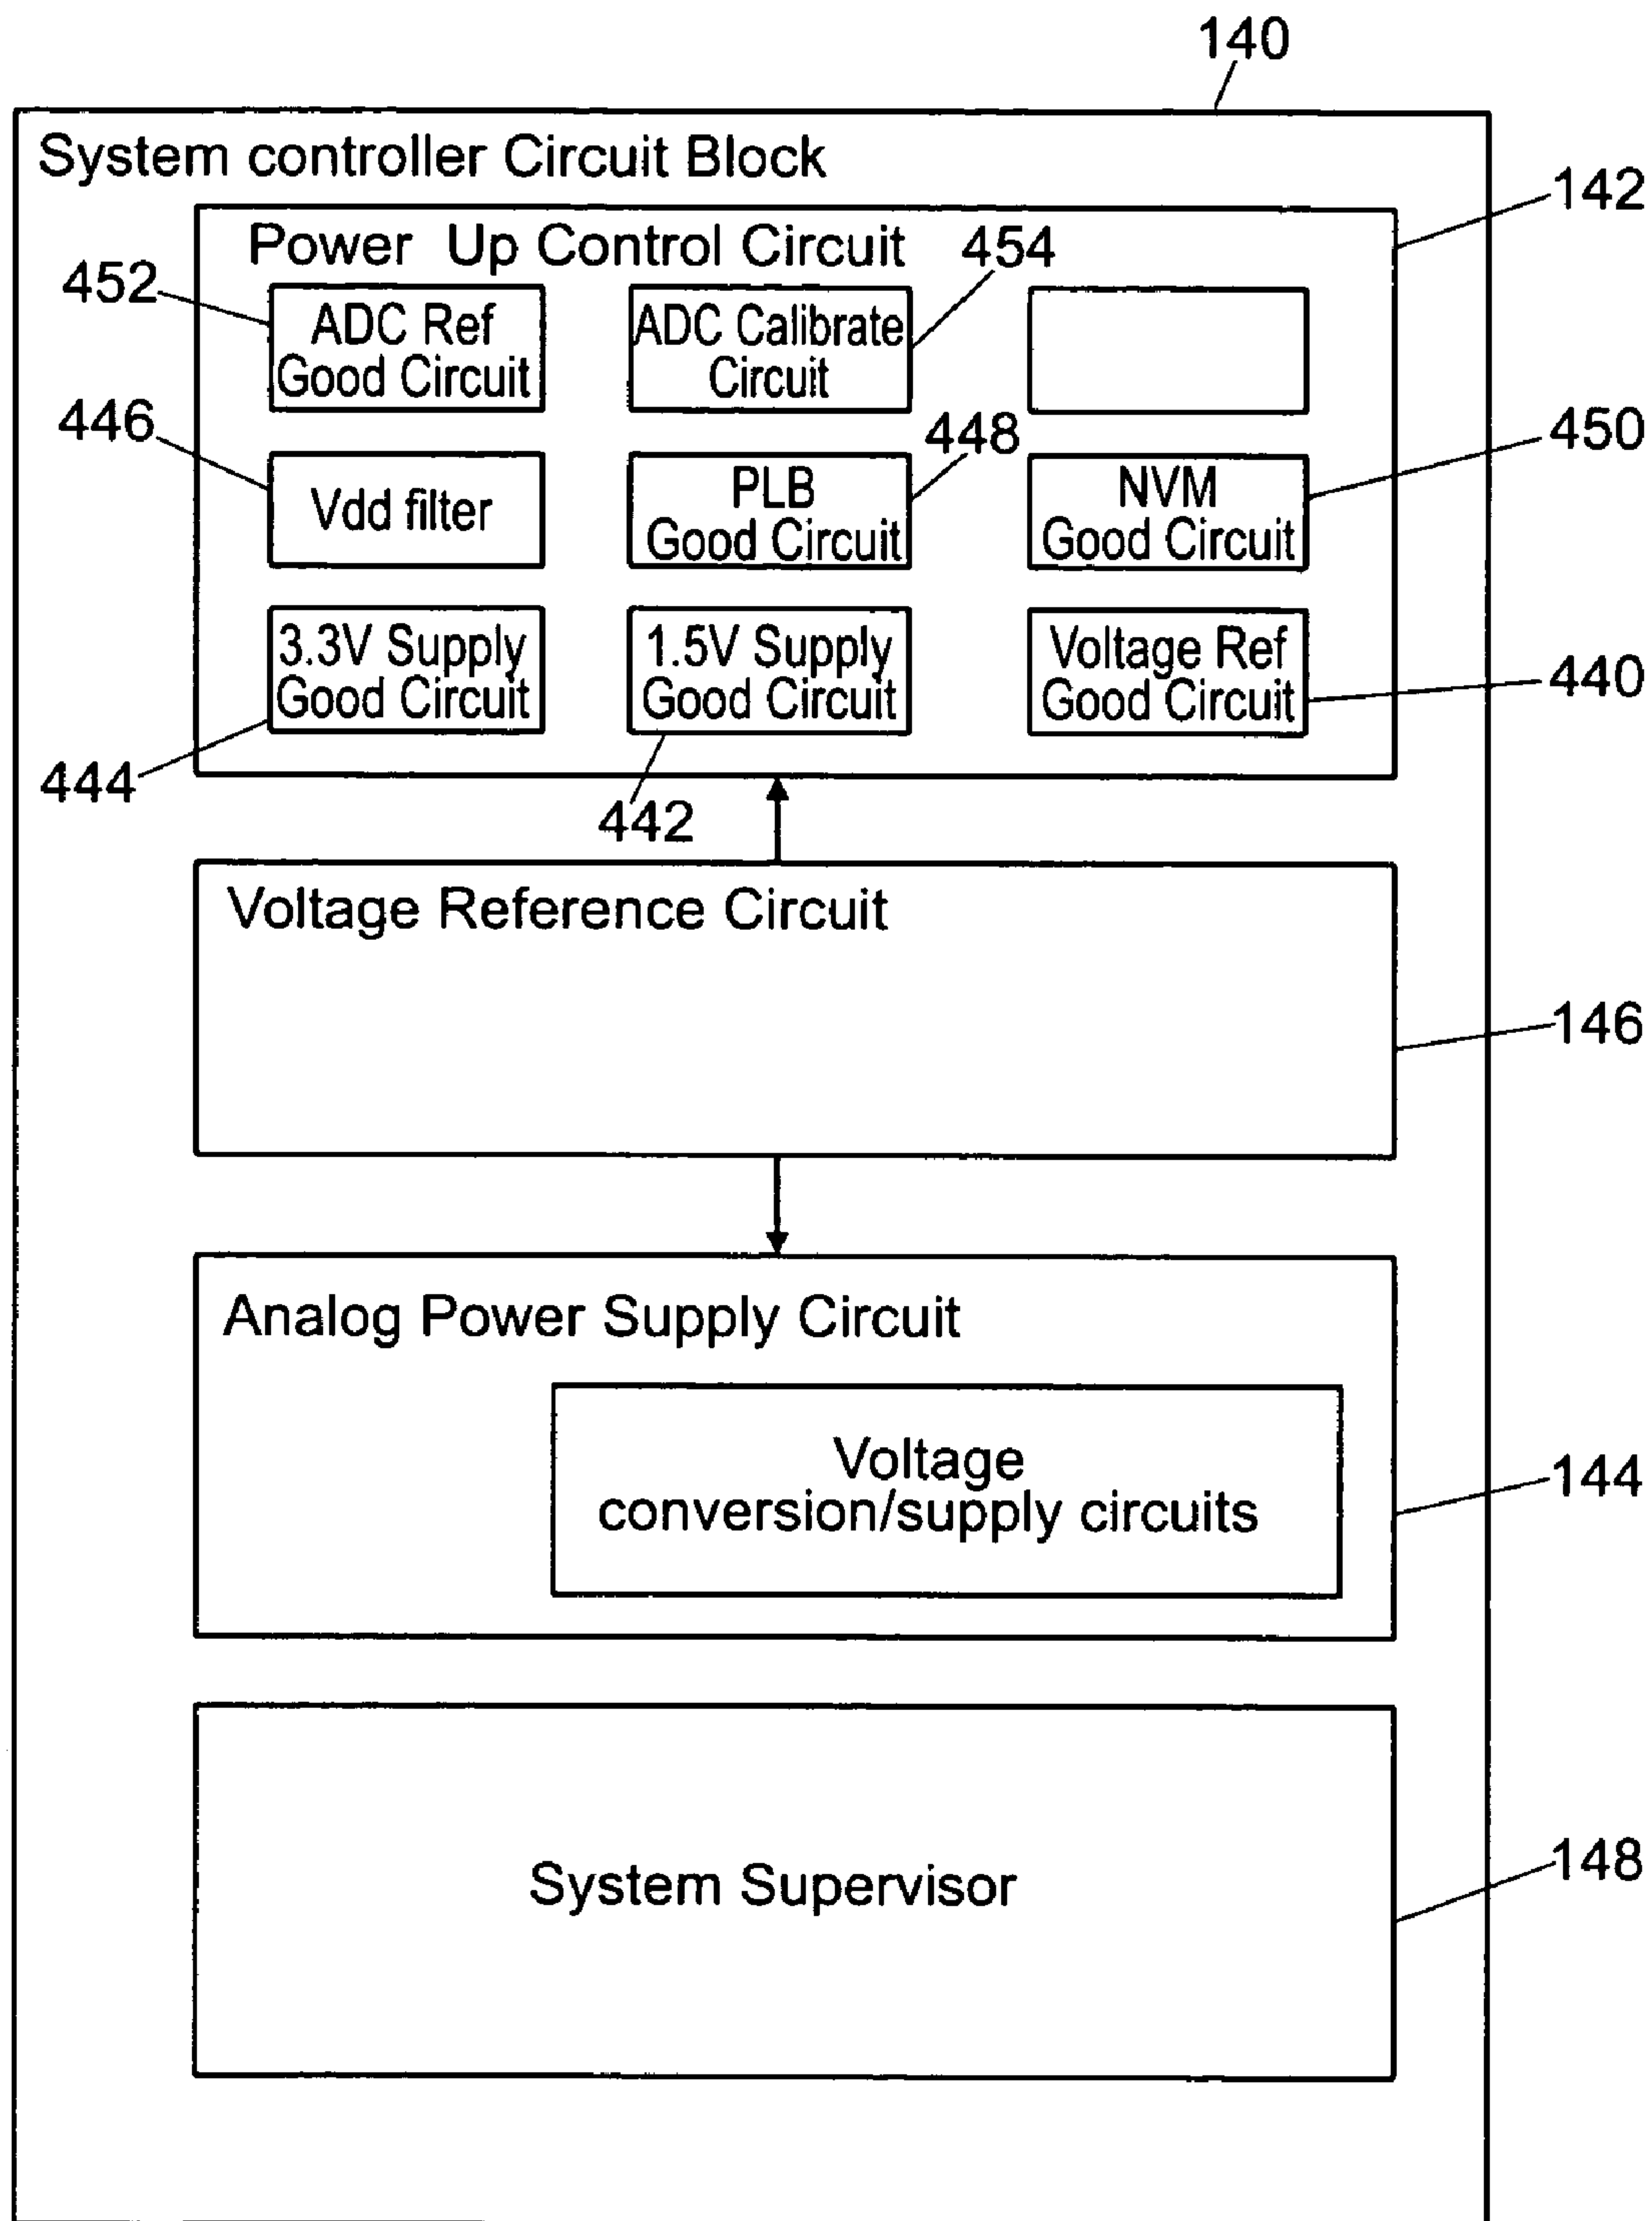 140
System controller Circuit Block
142
Power Up Control Circuit
454
452
ADC Ref
Good Circuit
ADC Calibrate
Circuit
446
448
450
Vdd filter
PLB
Good Circuit
NVM
Good Circuit
3.3V Supply
Good Circuit
1.5V Supply
Good Circuit
Voltage Ref
Good Circuit
440
444
442
Voltage Reference Circuit
146
Analog Power Supply Circuit
Voltage
conversion/supply circuits
144
System Supervisor
148